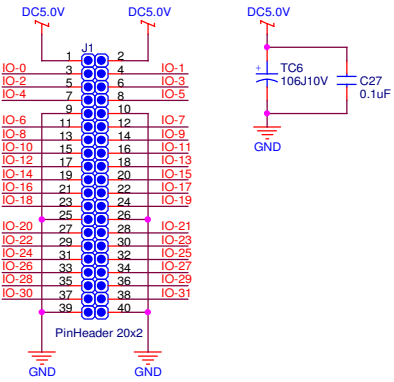 DC5.0V DC5.0V DC5.0V
J1
1 2
IO-0 3 4 IO-1
IO-2 5 6 IO-3
IO-4 7 8 IO-5
9 10
IO-6 11 12 IO-7
IO-8 13 14 IO-9
IO-10 15 16 IO-11
IO-12 17 18 IO-13
IO-14 19 20 IO-15
IO-16 21 22 IO-17
IO-18 23 24 IO-19
25 26
IO-20 27 28 IO-21
IO-22 29 30 IO-23
IO-24 31 32 IO-25
IO-26 33 34 IO-27
IO-28 35 36 IO-29
IO-30 37 38 IO-31
39 40
PinHeader 20x2
GND GND
+ TC6
106J10V
C27
0.1uF
GND